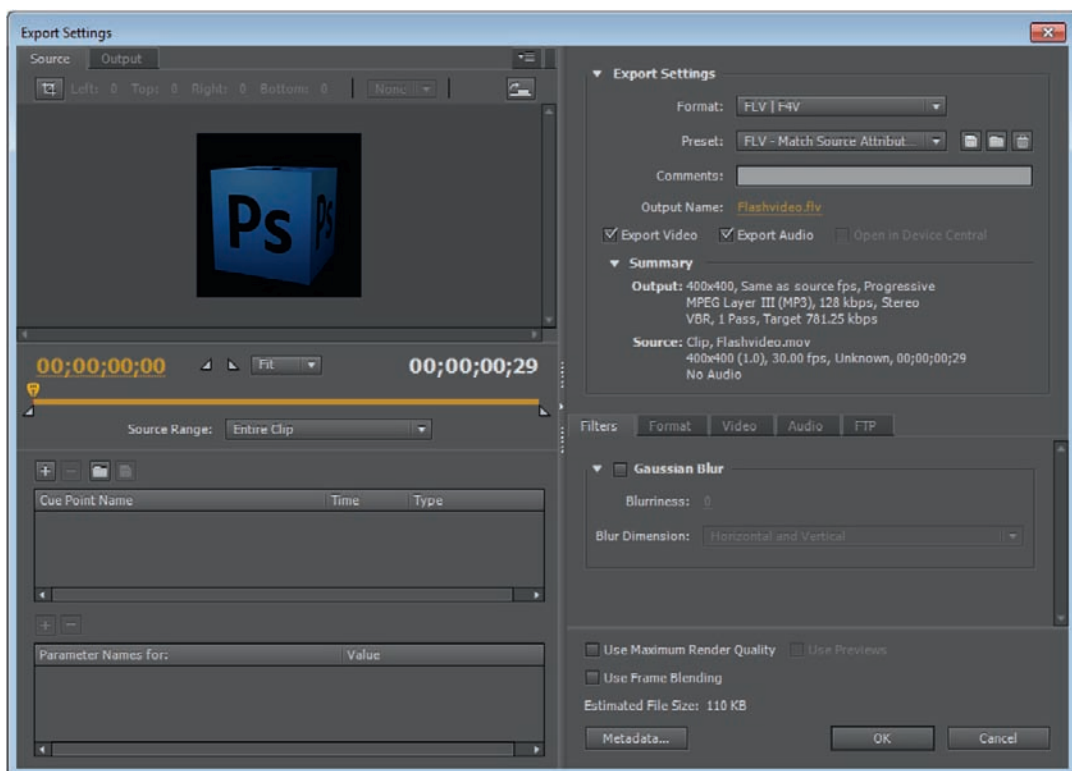 Export Settings
Source Output
Left: 0 Top: 0 Right: 0 Bottom: 0 None
Ps Ps
00;00;00;00 Fit 00;00;00;29
Source Range: Entire Clip
Cue Point Name Time Type
Parameter Names for: Value
Export Settings
Format: FLV | F4V
Preset: FLV - Match Source Attribut...
Comments:
Output Name: Flashvideo.flv
Export Video Export Audio Open in Device Central
Summary
Output: 400x400, Same as source fps, Progressive
MPEG Layer III (MP3), 128 kbps, Stereo
VBR, 1 Pass, Target 781.25 kbps
Source: Clip, Flashvideo.mov
400x400 (1.0), 30.00 fps, Unknown, 00;00;00;29
No Audio
Filters Format Video Audio FTP
Gaussian Blur
Blurriness: 0
Blur Dimension: Horizontal and Vertical
Use Maximum Render Quality Use Previews
Use Frame Blending
Estimated File Size: 110 KB
Metadata... OK Cancel